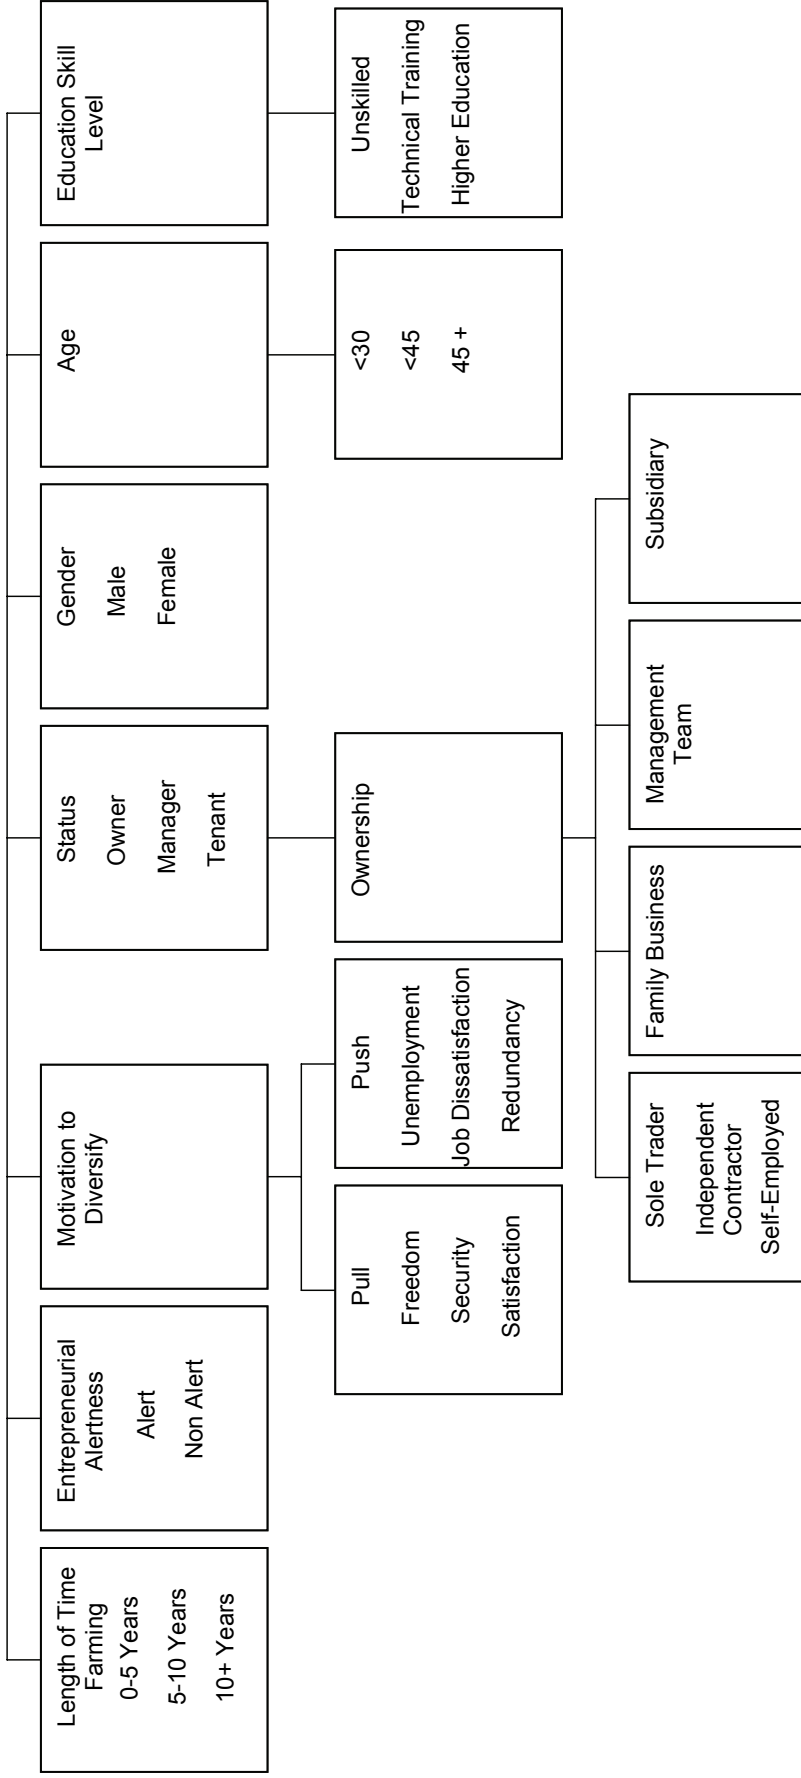 Length of Time
Farming
0-5 Years
5-10 Years
10+ Years
Entrepreneurial
Alertness
Alert
Non Alert
Motivation to
Diversify
Status
Owner
Manager
Tenant
Gender
Male
Female
Age
Education Skill
Level
Pull
Freedom
Security
Satisfaction
Push
Unemployment
Job Dissatisfaction
Redundancy
Ownership
<30
<45
45 +
Unskilled
Technical Training
Higher Education
Sole Trader
Independent
Contractor
Self-Employed
Family Business
Management
Team
Subsidiary